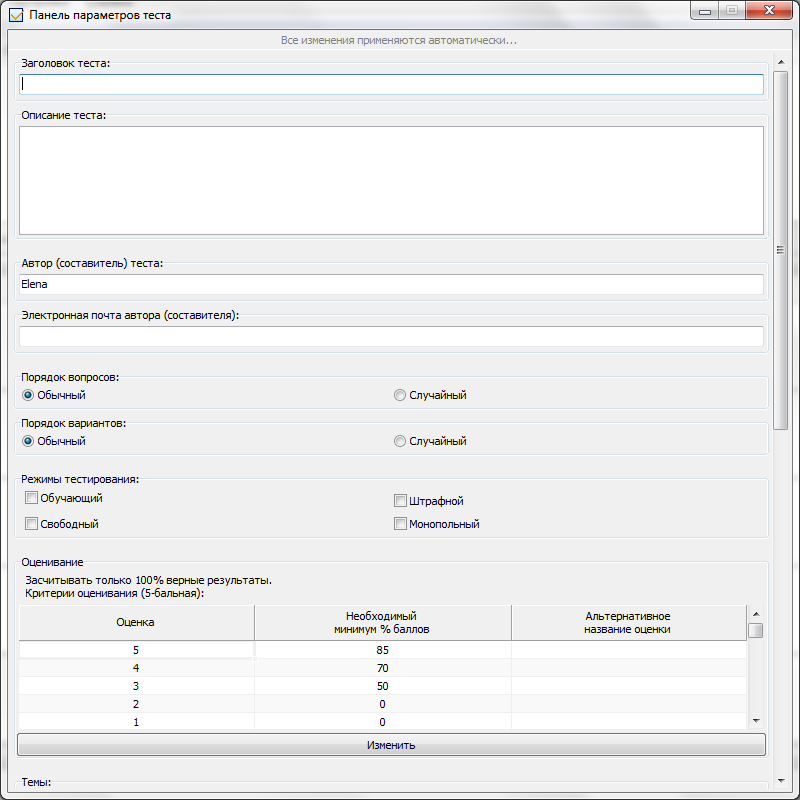 Панель параметров теста
Все изменения применяются автоматически...
Заголовок теста:
Описание теста:
Автор (составитель) теста:
Elena
Электронная почта автора (составителя):
Порядок вопросов:
Обычный Случайный
Порядок вариантов:
Обычный Случайный
Режимы тестирования:
Обучающий Штрафной
Свободный Монопольный
Оценивание
Засчитывать только 100% верные результаты.
Критерии оценивания (5-бальная):
Оценка Необходимый минимум % баллов Альтернативное название оценки
5 85
4 70
3 50
2 0
1 0
Изменить
Темы: